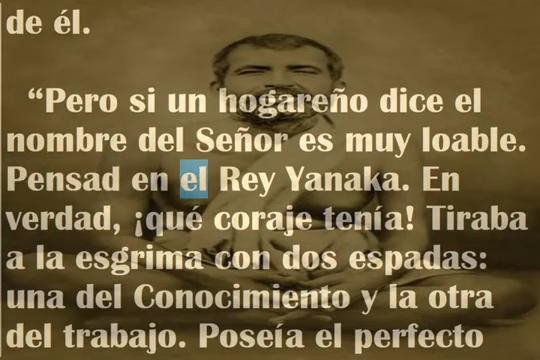 de él.
“Pero si un hogareño dice el
nombre del Señor es muy loable.
Pensad en el Rey Yanaka. En
verdad, ¡qué coraje tenía! Tiraba
a la esgrima con dos espadas:
una del Conocimiento y la otra
del trabajo. Poseía el perfecto